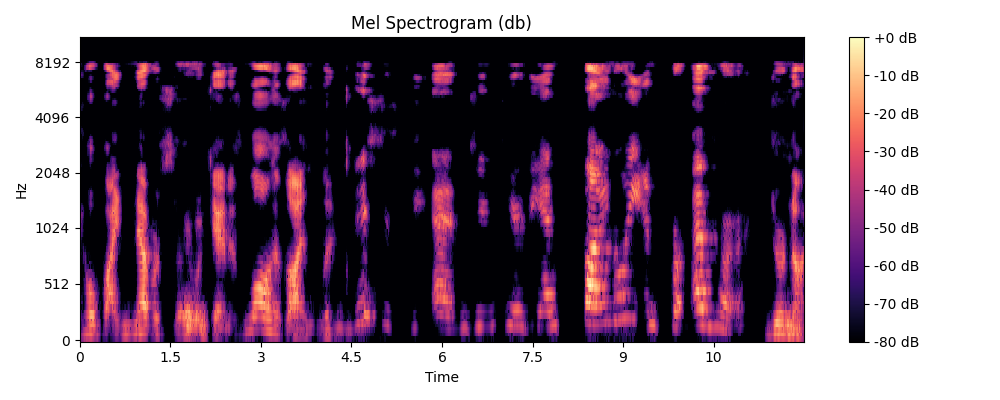 Mel Spectrogram (db)
8192
4096
2048
1024
512
0
Hz
0 1.5 3 4.5 6 7.5 9 10
Time
+0 dB
-10 dB
-20 dB
-30 dB
-40 dB
-50 dB
-60 dB
-70 dB
-80 dB